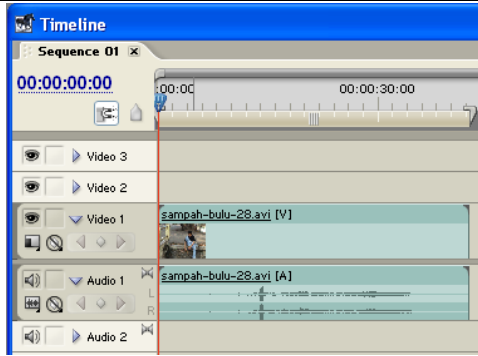 Timeline
Sequence 01
00:00:00:00
:00:00
00:00:30:00
Video 3
Video 2
Video 1
sampah-bulu-28.avi [V]
Audio 1
sampah-bulu-28.avi [A]
L
R
Audio 2